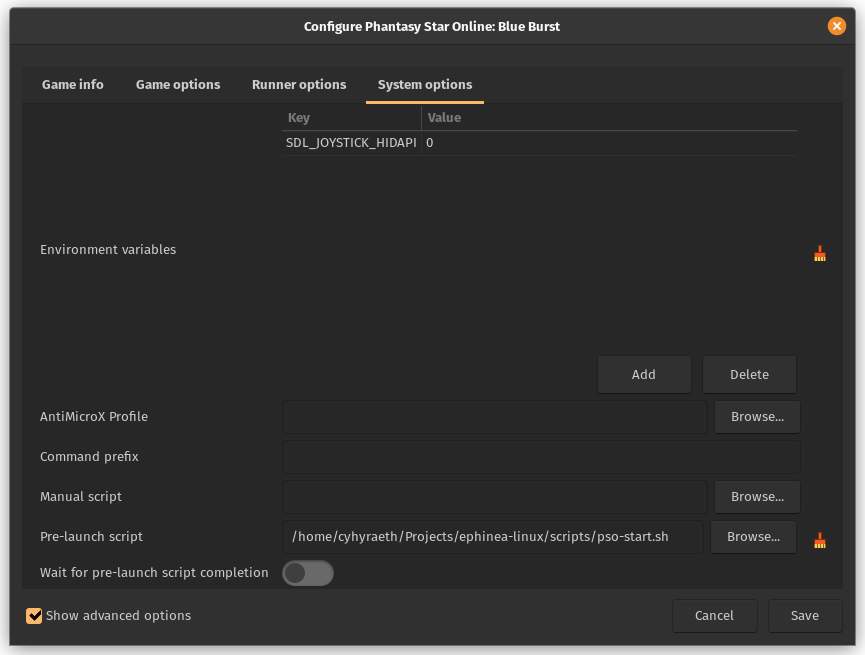 Configure Phantasy Star Online: Blue Burst
Game info Game options Runner options System options
Key Value
SDL_JOYSTICK_HIDAPI 0
Environment variables
Add Delete
AntiMicroX Profile Browse...
Command prefix
Manual script Browse...
Pre-launch script /home/cyhyraeth/Projects/ephinea-linux/scripts/pso-start.sh Browse...
Wait for pre-launch script completion
Show advanced options Cancel Save